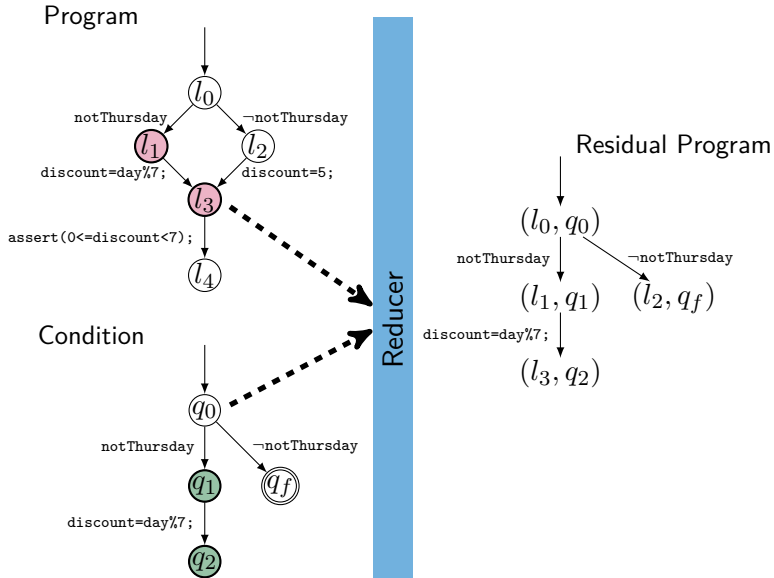 Program
l₀
notThursday
¬notThursday
l₁
l₂
discount=day%7;
discount=5;
l₃
assert(0<=discount<7);
l₄
Condition
q₀
notThursday
¬notThursday
q₁
q_f
discount=day%7;
q₂
Reducer
Residual Program
(l₀, q₀)
notThursday
¬notThursday
(l₁, q₁)
(l₂, q_f)
discount=day%7;
(l₃, q₂)